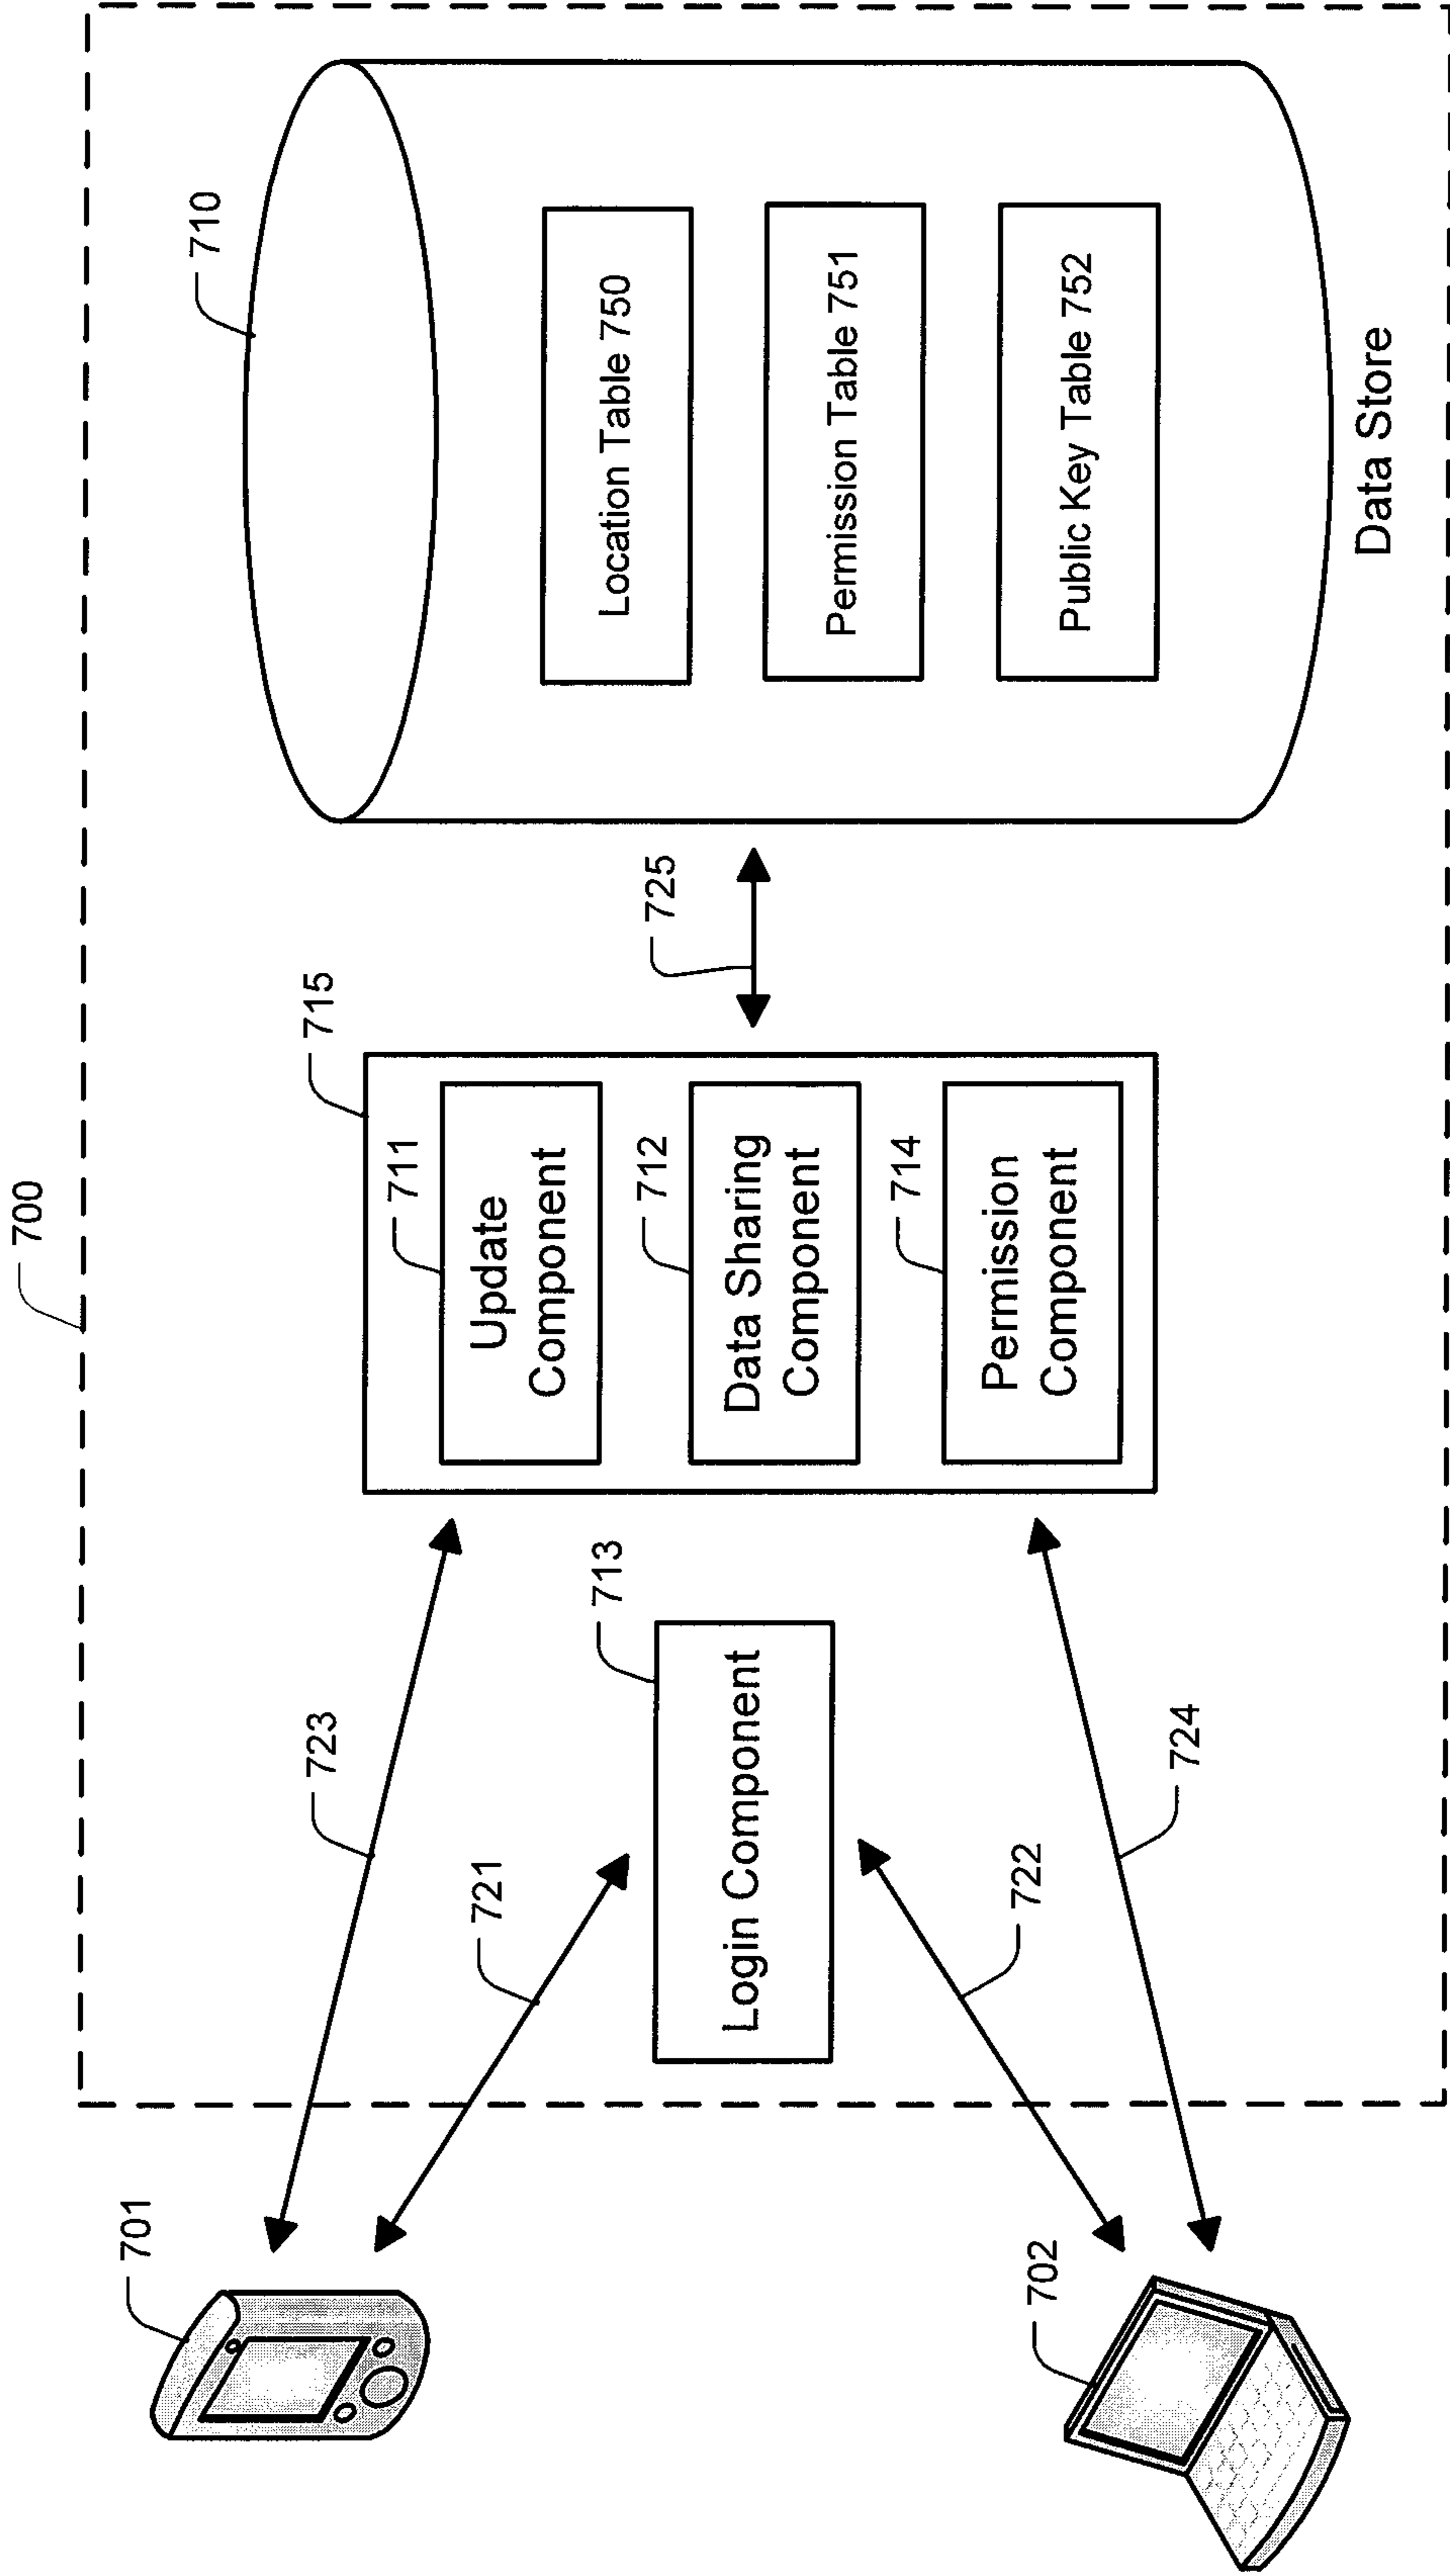 700
701
723
721
713
Login Component
722
724
702
715
711
Update
Component
712
Data Sharing
Component
714
Permission
Component
725
710
Location Table 750
Permission Table 751
Public Key Table 752
Data Store